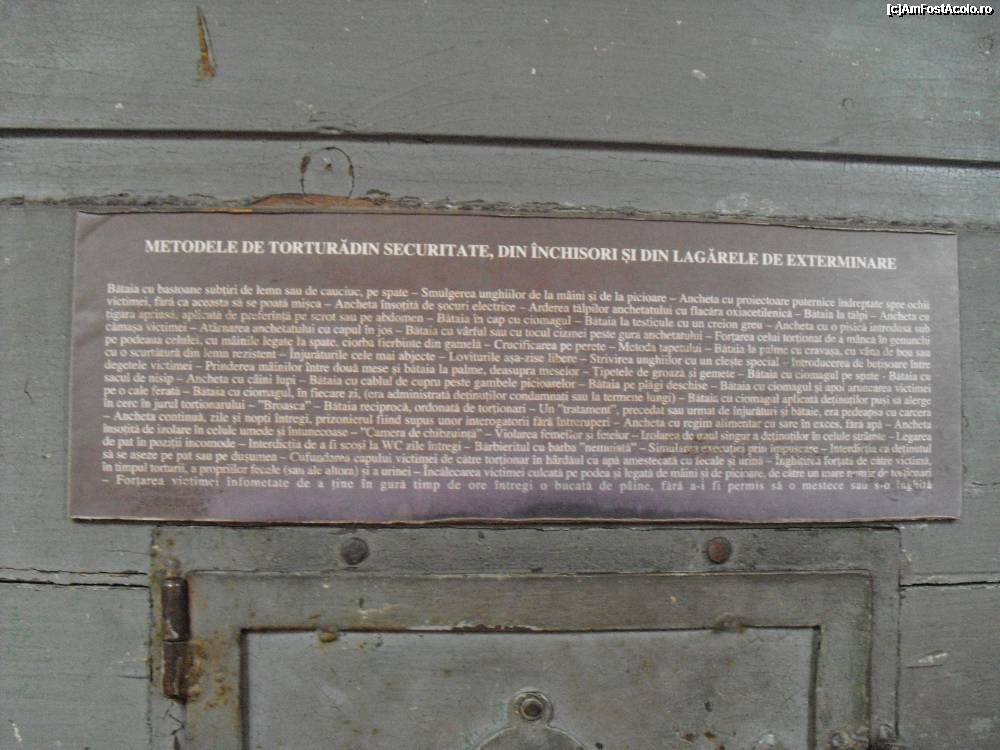 [c]AmFostAcolo.ro
METODELE DE TORTURĂDIN SECURITATE, DIN ÎNCHISORI ȘI DIN LAGĂRELE DE EXTERMINARE
Bătaia cu bastoane subțiri de lemn sau de cauciuc, pe spate – Smulgerea unghiilor de la mâini și de la picioare – Ancheta cu proiectoare puternice îndreptate spre ochii
victimei, fără ca aceasta să se poată mișca – Ancheta însoțită de șocuri electrice – Arderea tălpilor anchetatului cu flacăra oxiacetilenică – Bătaia la tălpi – Ancheta cu
țigara aprinsă, aplicată de preferință pe scrot sau pe abdomen – Bătaia în cap cu ciomagul – Bătaia la testicule cu un creion greu – Ancheta cu o pisică introdusă sub
cămașa victimei – Atârnarea anchetatului cu capul în jos – Bătaia cu vârful sau cu tocul cizmei peste gura anchetatului – Forțarea celui torționat de a mânca în genunchi
pe podeaua celulei, cu mâinile legate la spate, ciorba fierbinte din gamelă – Crucificarea pe perete – Metoda tapetului – Bătaia la palme cu cravașa, cu vâna de bou sau
cu o scurtătură din lemn rezistent – Înjurăturile cele mai abjecte – Loviturile așa-zise libere – Strivirea unghiilor cu un clește special – Introducerea de bețișoare între
degetele victimei – Prinderea mâinilor între două mese și bătaia la palme, deasupra meselor – Țipetele de groază și gemete – Bătaia cu ciomagul pe spate – Bătaia cu
sacul de nisip – Ancheta cu câini lupi – Bătaia cu cablul de cupru peste gambele picioarelor – Bătaia pe plăgi deschise – Bătaia cu ciomagul și apoi aruncarea victimei
pe o cale ferată – Bătaia cu ciomagul, în fiecare zi, (era administrată deținuților condamnați sau la termene lungi) – Bătaia cu ciomagul aplicată deținuților puși să alerge
în cerc în jurul torționarului – "Broasca" – Bătaia reciprocă, ordonată de torționari – Un "tratament", precedat sau urmat de înjurături și bătaie, era pedeapsa cu carcera
– Ancheta continuă, zile și nopți întregi, prizonierul fiind supus unor interogatorii fără întreruperi – Ancheta cu regim alimentar cu sare în exces, fără apă – Ancheta
însoțită de izolare în celule umede și întunecoase – "Camera de chibzuință" – Violarea femeilor și fetelor – Izolarea de unul singur a deținuților în celule strâmte – Legarea
de pat în poziții incomode – Interdicția de a fi scoși la WC zile întregi – Barbieritul cu barba "nemuiată" – Simularea execuției prin împușcare – Interdicția ca deținutul
să se așeze pe pat sau pe dușumea – Cufundarea capului victimei de către torționar în hârdăul cu apă amestecată cu fecale și urină – Înghițirea forțată de către victimă
în timpul torturii, a propriilor fecale (sau ale altora) și a urinei – Încălțarea victimei culcată pe podea și legată de mâini și de picioare, de către unul sau mai mulți torționari
– Forțarea victimei înfometate de a ține în gură timp de ore întregi o bucată de pâine, fără a-i fi permis să o mestece sau s-o înghită